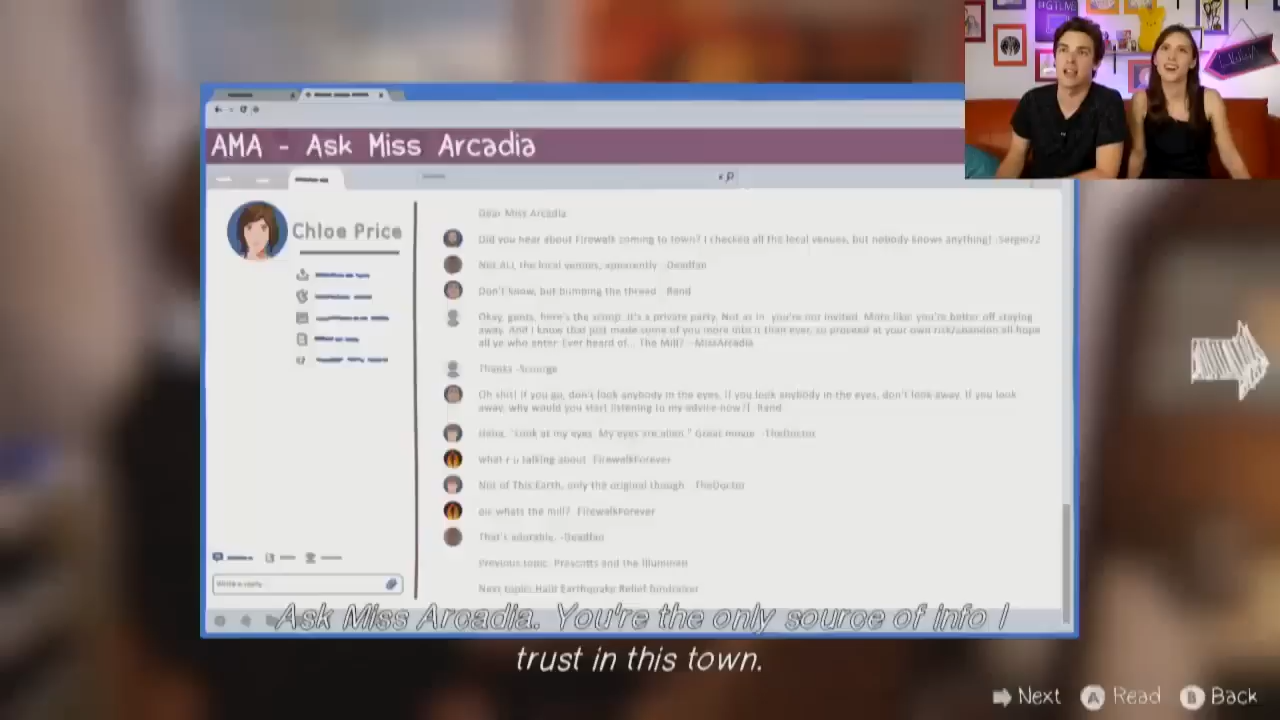 #GTLIVE
AMA - Ask Miss Arcadia
Chloe Price
Dear Miss Arcadia
Did you hear about Firewalk coming to town? I checked all the local venues, but nobody knows anything! -Sergio22
Not ALL the local venues, apparently -Deadfan
Don't know, but bumping the thread -Rand
Okay, gents, here's the scoop. It's a private party. Not as in you're not invited. More like you're better off staying
away. And I know that just made some of you more into it than ever, so proceed at your own risk/abandon all hope
all ye who enter. Ever heard of... The Mill? -MissArcadia
Thanks -Scourge
Oh shit! If you go, don't look anybody in the eyes. If you look anybody in the eyes, don't look away. If you look
away, why would you start listening to my advice now?! -Rand
Haha, "Look at my eyes. My eyes are alien." Great movie -TheDoctor
what r u talking about -FirewalkForever
Not of This Earth, only the original though -TheDoctor
ok whats the mill? -FirewalkForever
That's adorable. -Deadfan
Previous topic: Prescotts and the Illuminati
Next topic: Haiti Earthquake Relief fundraiser
Write a reply
Ask Miss Arcadia. You're the only source of info I
trust in this town.
Next A Read B Back